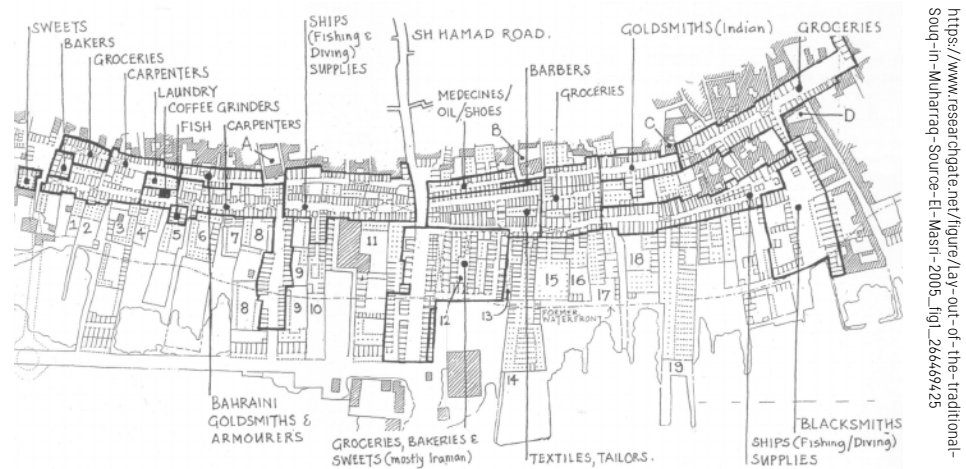 SWEETS
BAKERS
GROCERIES
CARPENTERS
LAUNDRY
COFFEE GRINDERS
FISH
CARPENTERS
A
SHIPS
(Fishing &
Diving)
SUPPLIES
SH HAMAD ROAD.
MEDECINES/
OIL/SHOES
B
BARBERS
GROCERIES
GOLDSMITHS (Indian)
C
GROCERIES
D
1
2
3
4
5
6
7
8
8
9
9
10
11
12
13
14
15
16
17
18
19
FORMER
WATERFRONT
BAHRAINI
GOLDSMITHS &
ARMOURERS
GROCERIES, BAKERIES &
SWEETS (mostly Iranian)
TEXTILES, TAILORS.
BLACKSMITHS
SHIPS (Fishing/Diving)
SUPPLIES
https://www.researchgate.net/figure/Lay-out-of-the-traditional-
Souq-in-Muharraq-Source-El-Masri-2005_fig1_266469425